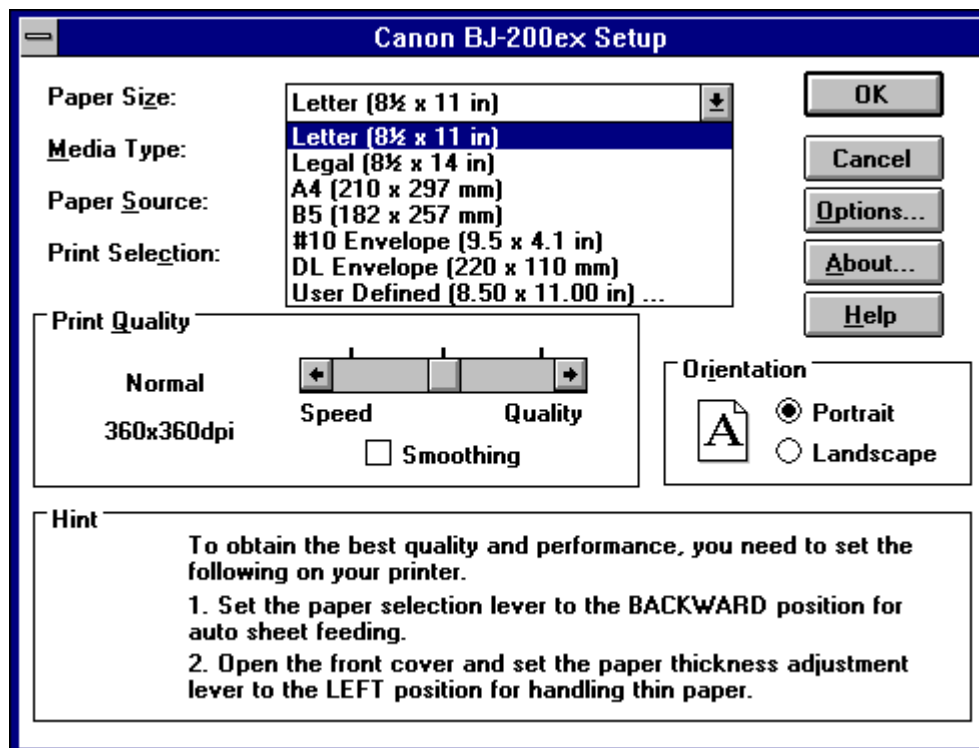 Canon BJ-200ex Setup
Paper Size:
Letter (8½ x 11 in)
Letter (8½ x 11 in)
Legal (8½ x 14 in)
A4 (210 x 297 mm)
B5 (182 x 257 mm)
#10 Envelope (9.5 x 4.1 in)
DL Envelope (220 x 110 mm)
User Defined (8.50 x 11.00 in) ...
Media Type:
Paper Source:
Print Selection:
OK
Cancel
Options...
About...
Help
Print Quality
Normal
360x360dpi
Speed
Quality
Smoothing
Orientation
A
Portrait
Landscape
Hint
To obtain the best quality and performance, you need to set the
following on your printer.
1. Set the paper selection lever to the BACKWARD position for
auto sheet feeding.
2. Open the front cover and set the paper thickness adjustment
lever to the LEFT position for handling thin paper.